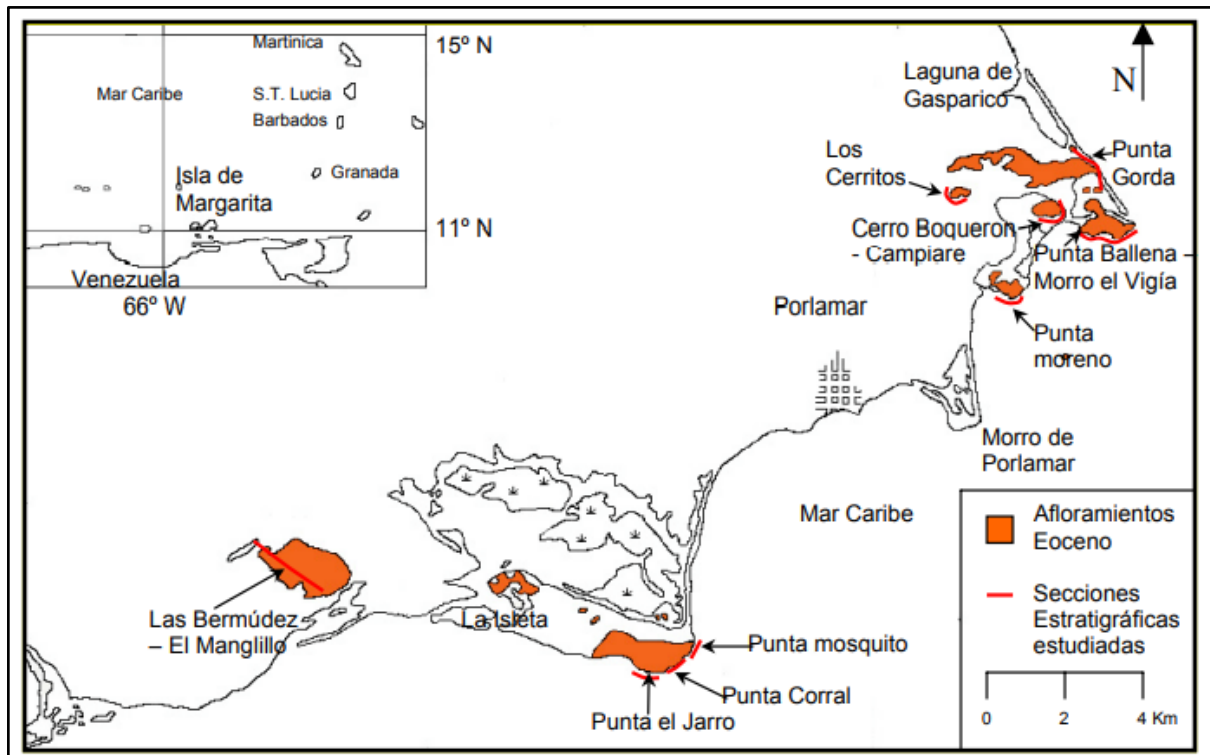 Martinica
15º N
Mar Caribe
S.T. Lucia
Barbados
Isla de
Margarita
Granada
11º N
Venezuela
66º W
Laguna de
Gasparico
N
Los
Cerritos
Punta
Gorda
Cerro Boqueron
- Campiare
Punta Ballena –
Morro el Vigía
Porlamar
Punta
moreno
Morro de
Porlamar
Mar Caribe
Las Bermúdez
– El Manglillo
La Isleta
Punta mosquito
Punta Corral
Punta el Jarro
Afloramientos
Eoceno
Secciones
Estratigráficas
estudiadas
0 2 4 Km